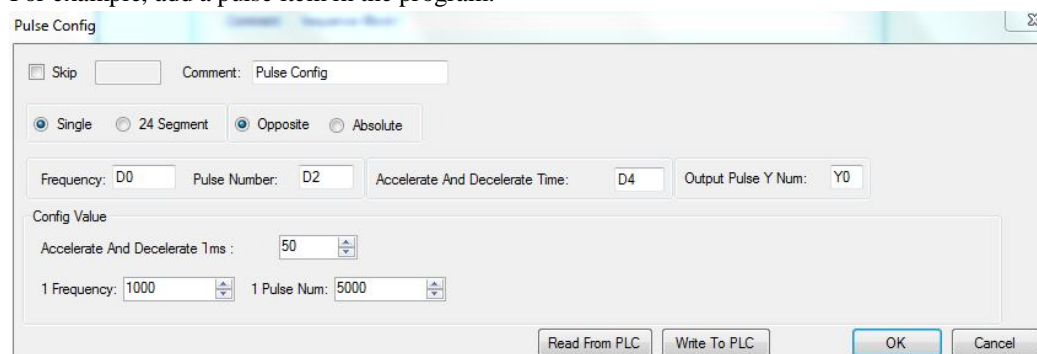 For example, add a pulse item in the program.
Pulse Config
Skip Comment: Pulse Config
Single 24 Segment Opposite Absolute
Frequency: D0 Pulse Number: D2 Accelerate And Decelerate Time: D4 Output Pulse Y Num: Y0
Config Value
Accelerate And Decelerate 1ms : 50
1 Frequency: 1000 1 Pulse Num: 5000
Read From PLC Write To PLC OK Cancel